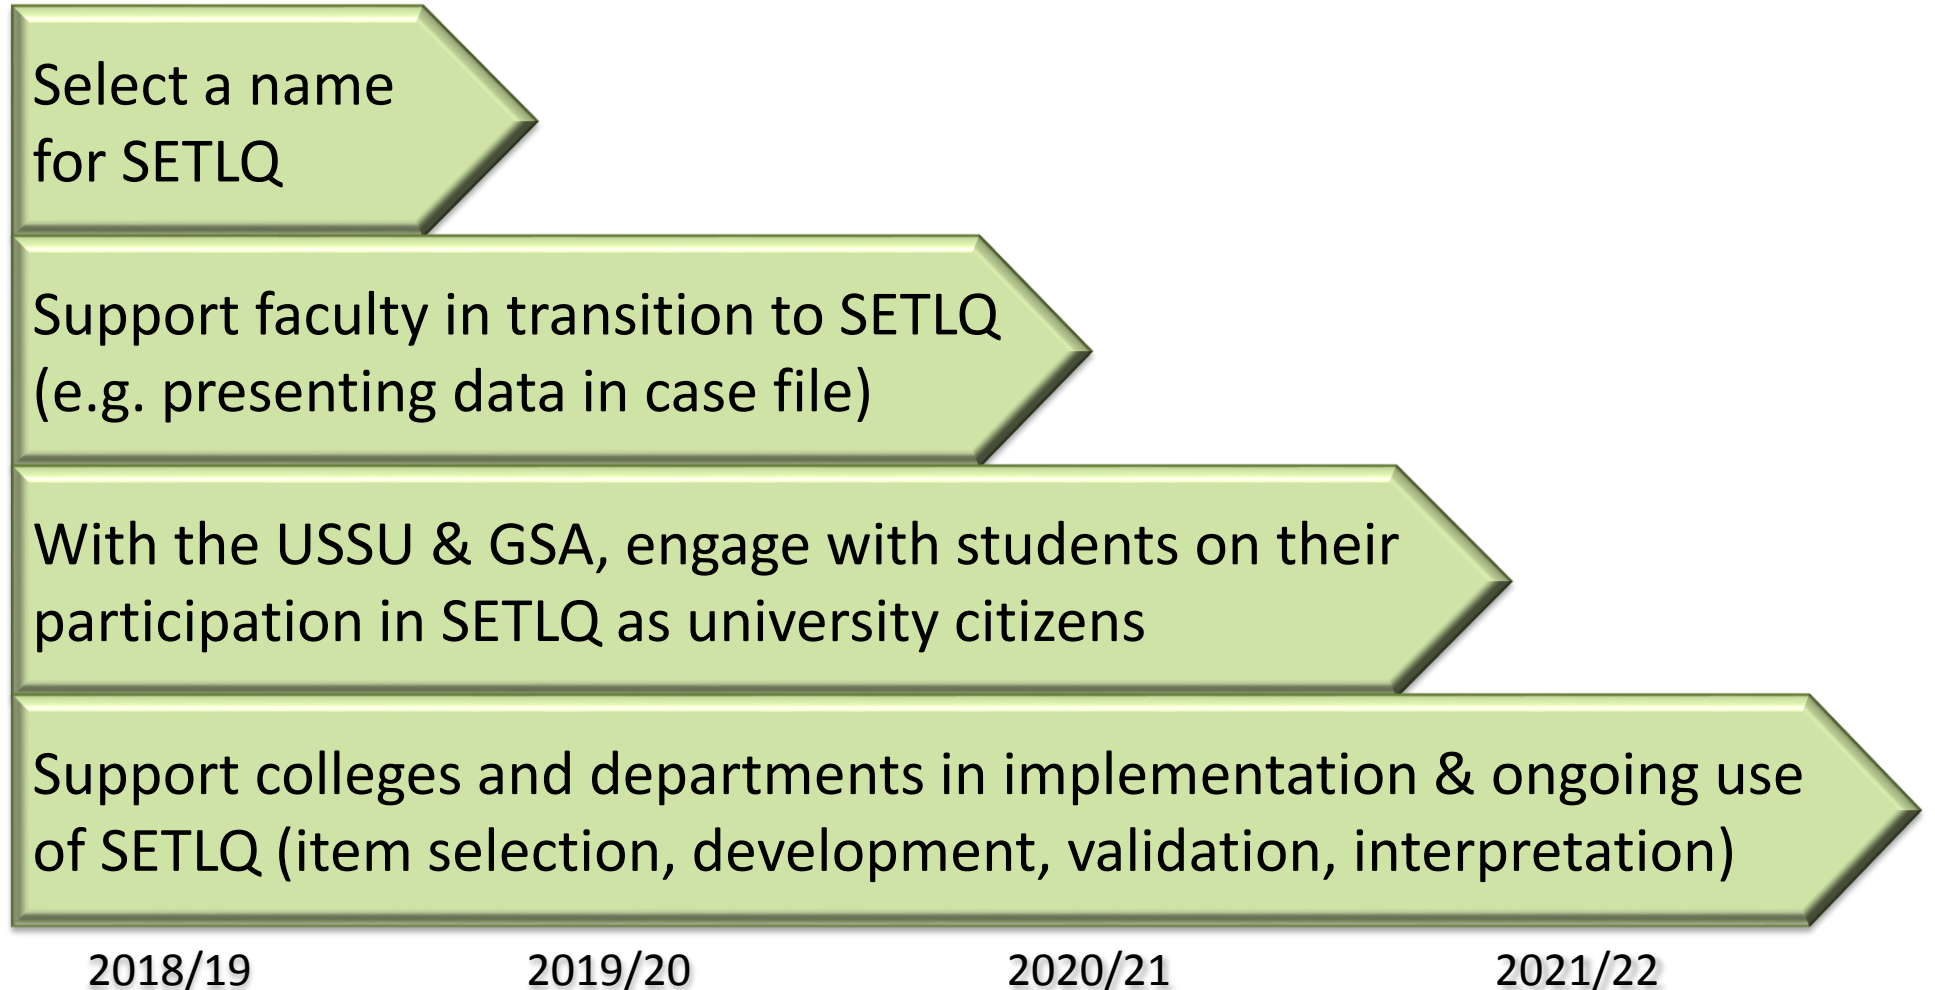 Select a name
for SETLQ
Support faculty in transition to SETLQ
(e.g. presenting data in case file)
With the USSU & GSA, engage with students on their
participation in SETLQ as university citizens
Support colleges and departments in implementation & ongoing use
of SETLQ (item selection, development, validation, interpretation)
2018/19 2019/20 2020/21 2021/22